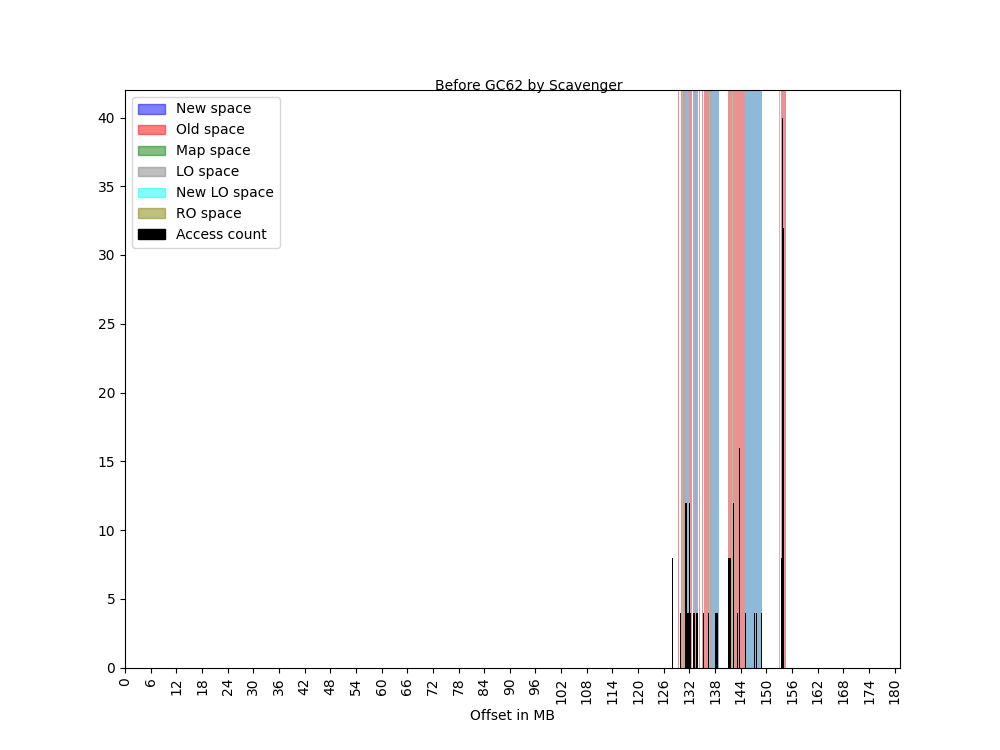 Before GC62 by Scavenger
New space
Old space
Map space
LO space
New LO space
RO space
Access count
40
35
30
25
20
15
10
5
0
0 6 12 18 24 30 36 42 48 54 60 66 72 78 84 90 96 102 108 114 120 126 132 138 144 150 156 162 168 174 180
Offset in MB